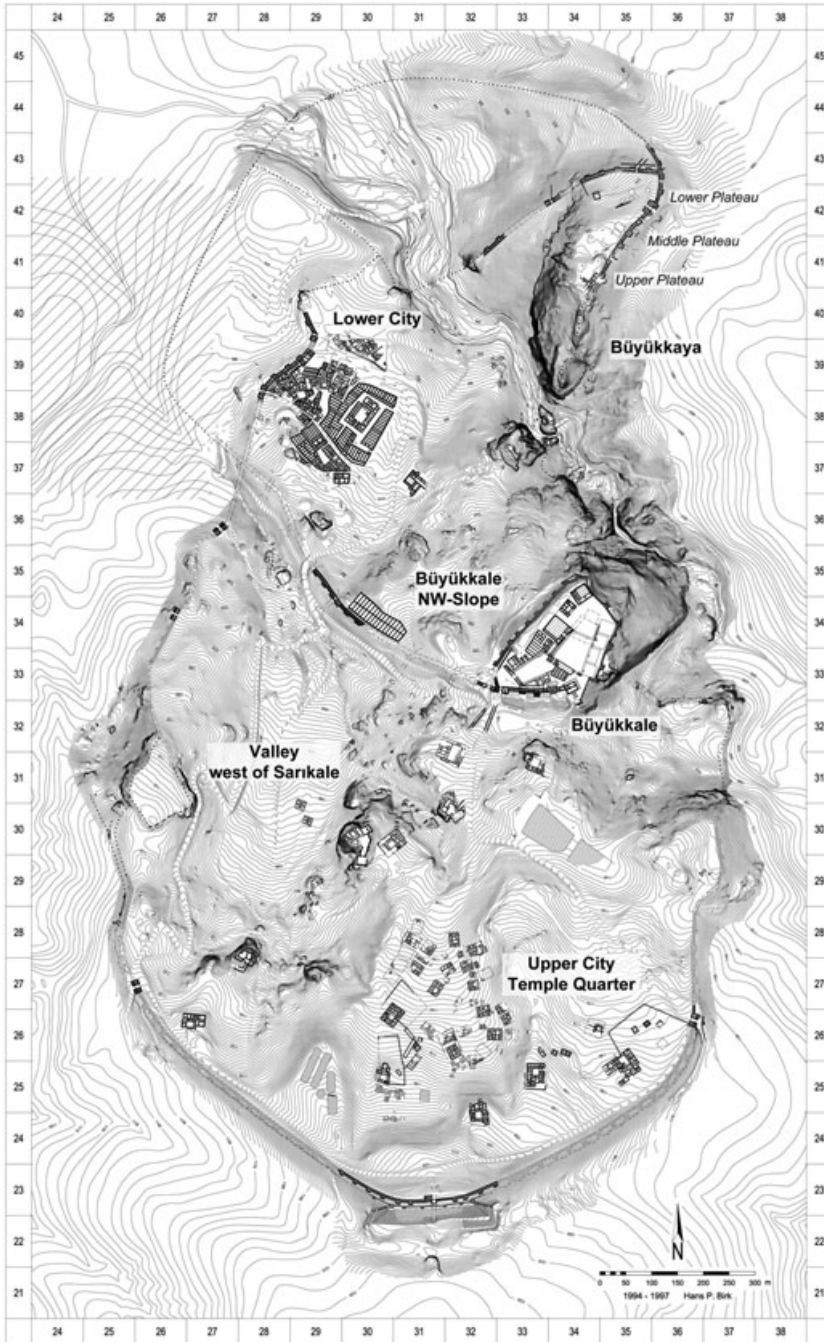 24 25 26 27 28 29 30 31 32 33 34 35 36 37 38
45
44
43
42
Lower Plateau
Middle Plateau
41
Upper Plateau
40
Lower City
Büyükkaya
39
38
37
36
35
Büyükkale
NW-Slope
34
33
Büyükkale
32
Valley
west of Sarıkale
31
30
29
28
Upper City
Temple Quarter
27
26
25
24
23
22
N
21
0 50 100 150 200 300 m
1994 - 1997 Hans P. Birk
24 25 26 27 28 29 30 31 32 33 34 35 36 37 38